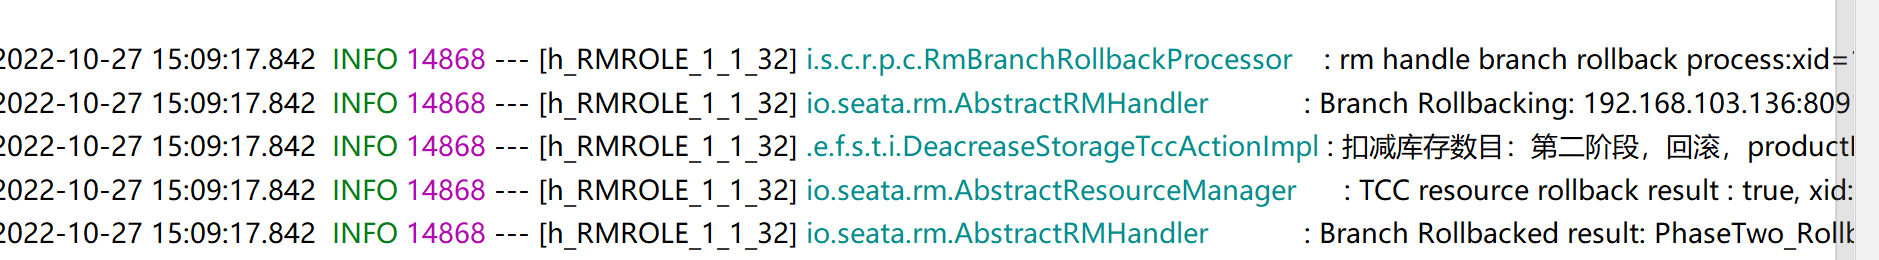 2022-10-27 15:09:17.842 INFO 14868 --- [h_RMROLE_1_1_32] i.s.c.r.p.c.RmBranchRollbackProcessor : rm handle branch rollback process:xid=
2022-10-27 15:09:17.842 INFO 14868 --- [h_RMROLE_1_1_32] io.seata.rm.AbstractRMHandler : Branch Rollbacking: 192.168.103.136:809
2022-10-27 15:09:17.842 INFO 14868 --- [h_RMROLE_1_1_32] .e.f.s.t.i.DeacreaseStorageTccActionImpl : 扣减库存数目：第二阶段，回滚，product
2022-10-27 15:09:17.842 INFO 14868 --- [h_RMROLE_1_1_32] io.seata.rm.AbstractResourceManager : TCC resource rollback result : true, xid:
2022-10-27 15:09:17.842 INFO 14868 --- [h_RMROLE_1_1_32] io.seata.rm.AbstractRMHandler : Branch Rollbacked result: PhaseTwo_Roll